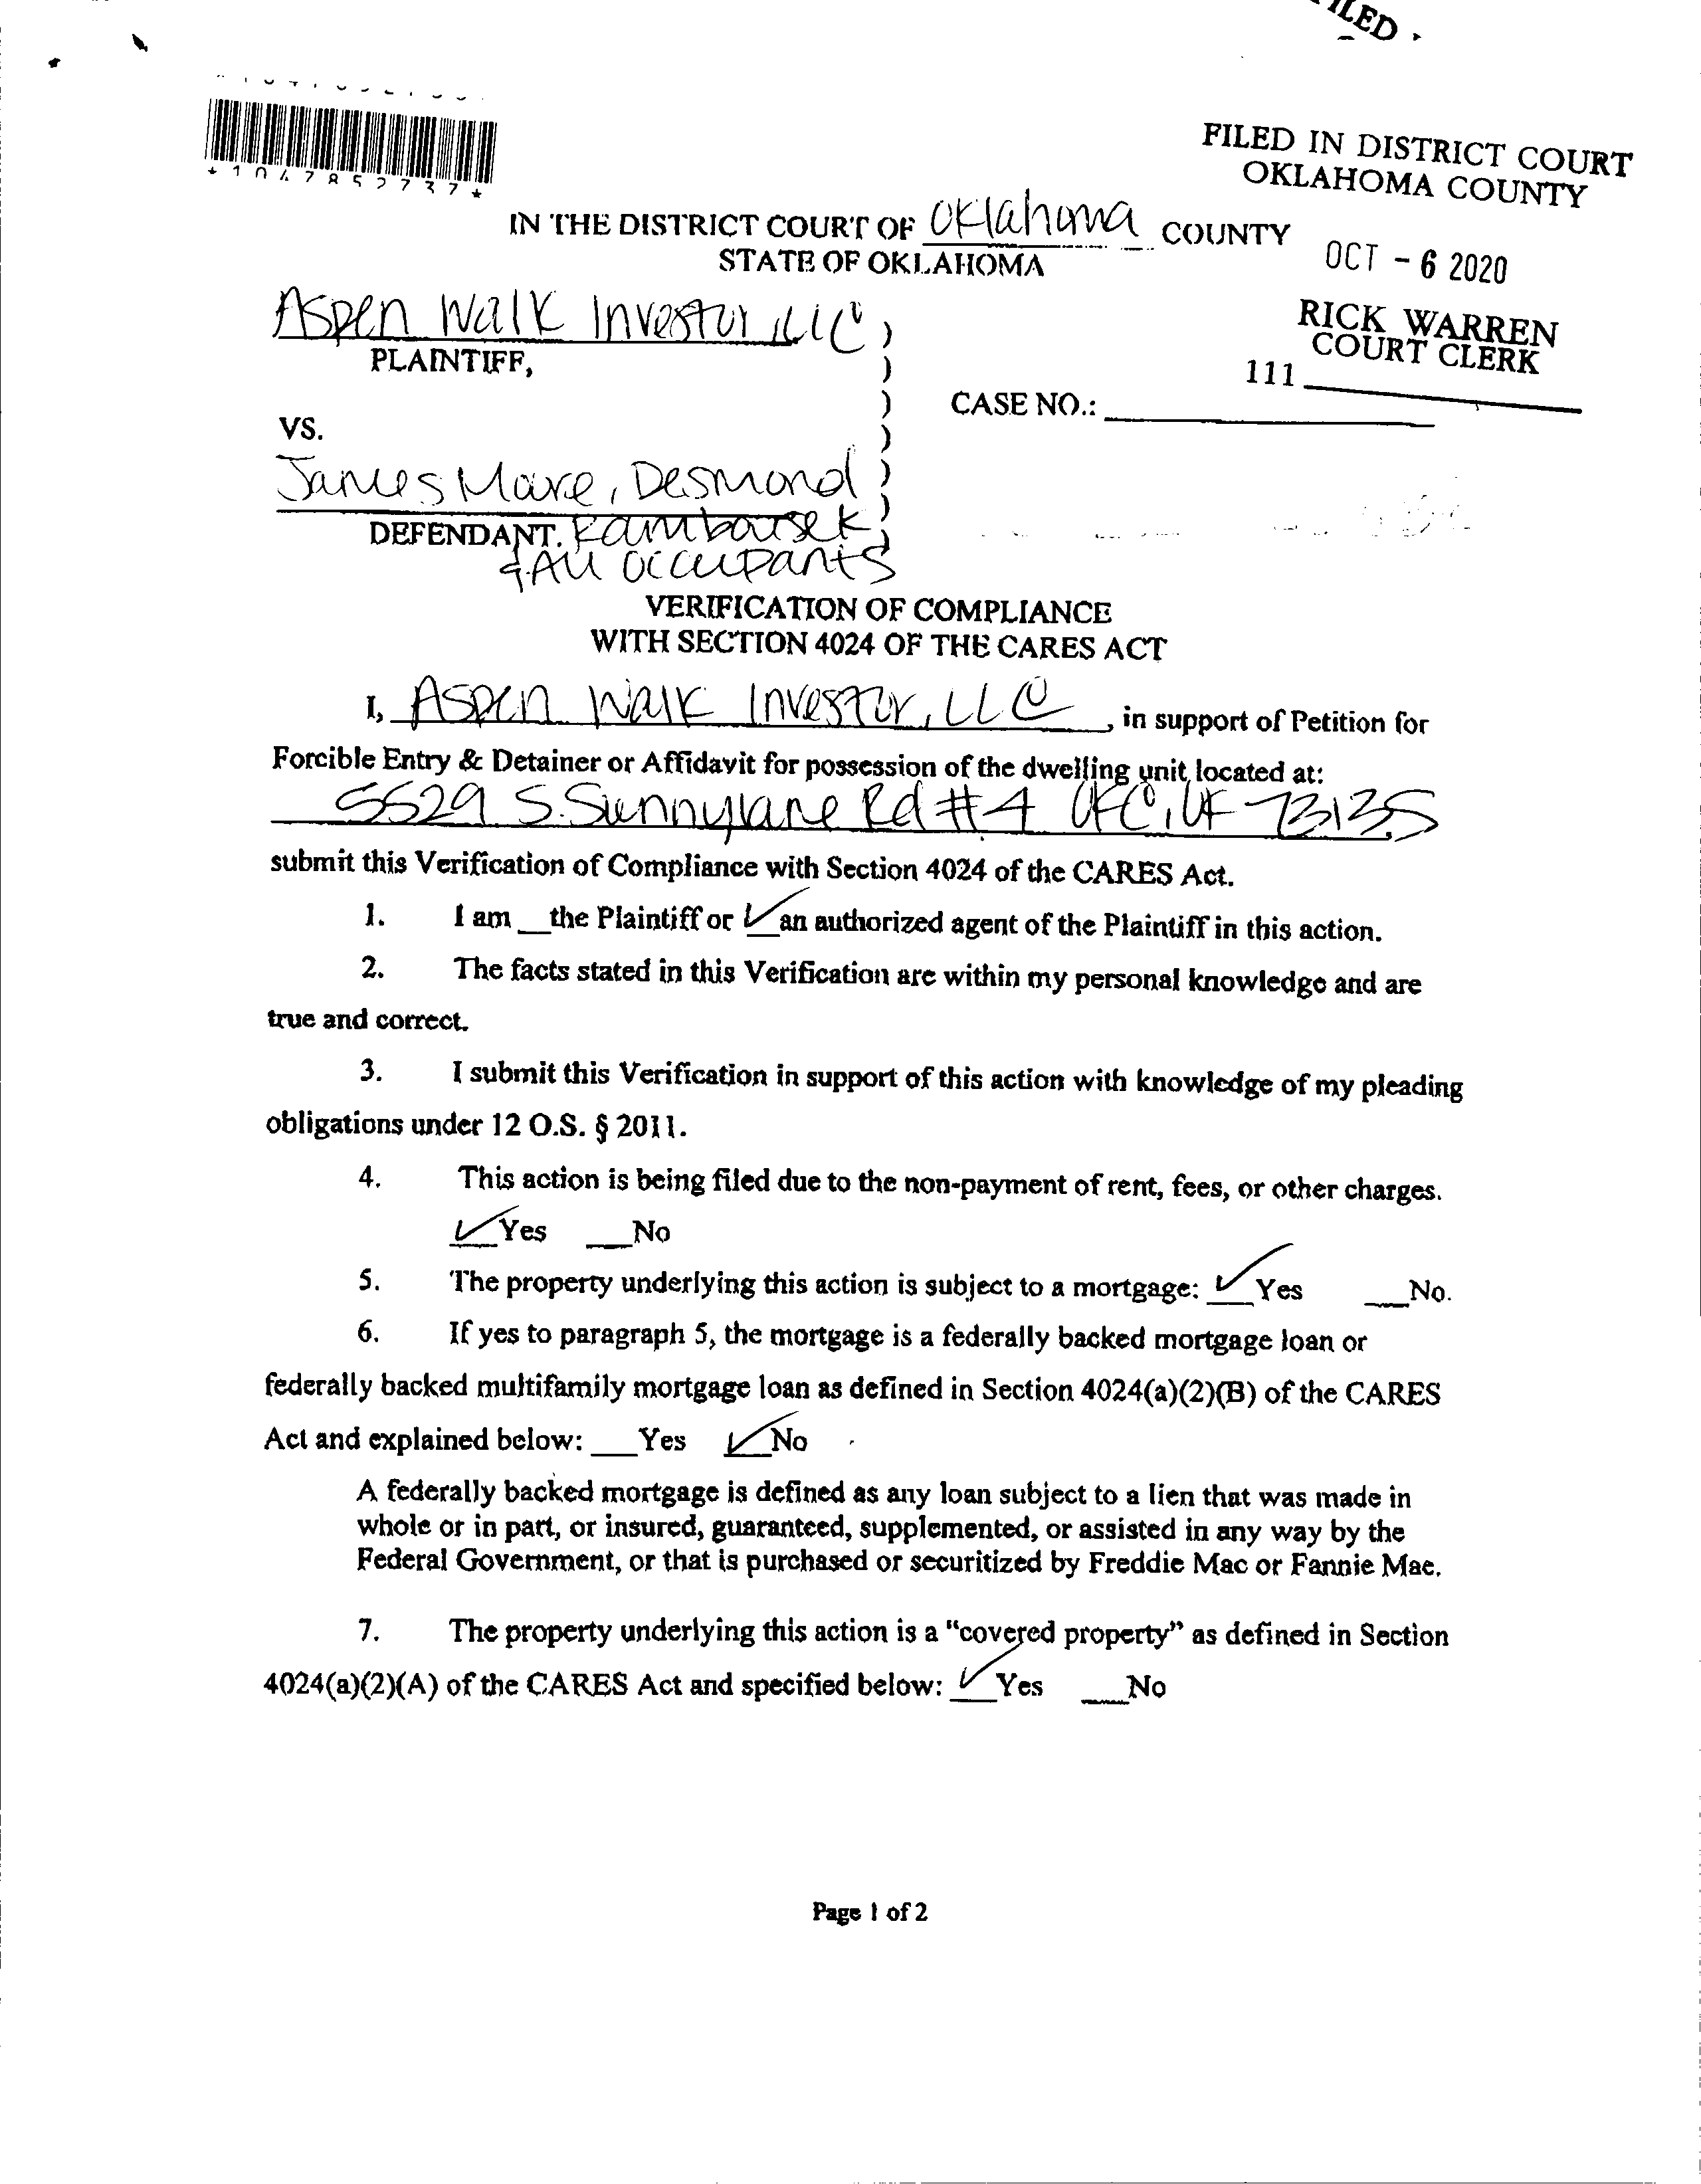 FILED
*1047852737*
FILED IN DISTRICT COURT
OKLAHOMA COUNTY
IN THE DISTRICT COURT OF Oklahoma COUNTY
STATE OF OKLAHOMA
OCT - 6 2020
RICK WARREN
COURT CLERK
111
Aspen Walk Investor, LLC )
PLAINTIFF, )
) CASE NO.:
VS. )
James Mare, Desmond )
DEFENDANT. Rambousek )
& All Occupants )
VERIFICATION OF COMPLIANCE
WITH SECTION 4024 OF THE CARES ACT
I, Aspen Walk Investor, LLC, in support of Petition for
Forcible Entry & Detainer or Affidavit for possession of the dwelling unit located at:
5529 S. Sunnylane Rd #4 OKC, OK 73135
submit this Verification of Compliance with Section 4024 of the CARES Act.
1. I am __the Plaintiff or ✓ an authorized agent of the Plaintiff in this action.
2. The facts stated in this Verification are within my personal knowledge and are
true and correct.
3. I submit this Verification in support of this action with knowledge of my pleading
obligations under 12 O.S. § 2011.
4. This action is being filed due to the non-payment of rent, fees, or other charges.
✓ Yes __No
5. The property underlying this action is subject to a mortgage: ✓ Yes __No.
6. If yes to paragraph 5, the mortgage is a federally backed mortgage loan or
federally backed multifamily mortgage loan as defined in Section 4024(a)(2)(B) of the CARES
Act and explained below: __Yes ✓ No
A federally backed mortgage is defined as any loan subject to a lien that was made in
whole or in part, or insured, guaranteed, supplemented, or assisted in any way by the
Federal Government, or that is purchased or securitized by Freddie Mac or Fannie Mae.
7. The property underlying this action is a "covered property" as defined in Section
4024(a)(2)(A) of the CARES Act and specified below: ✓ Yes __No
Page 1 of 2